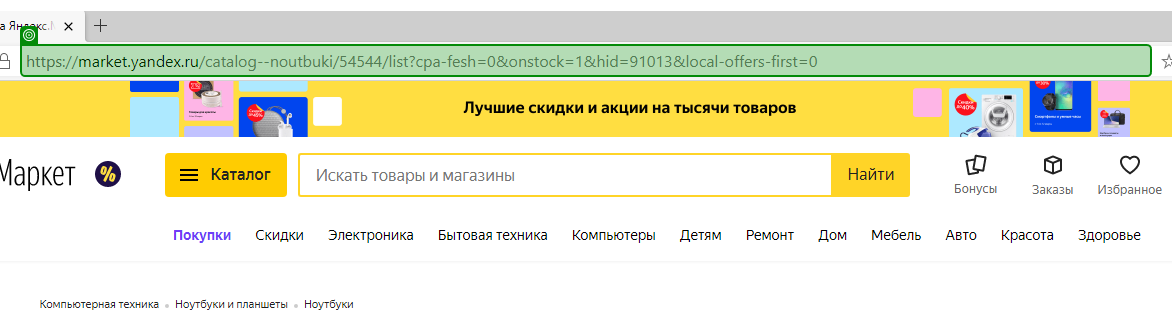 а Яндекс.М
https://market.yandex.ru/catalog--noutbuki/54544/list?cpa-fesh=0&onstock=1&hid=91013&local-offers-first=0
Лучшие скидки и акции на тысячи товаров
Маркет %
Каталог
Искать товары и магазины
Найти
Бонусы
Заказы
Избранное
Покупки Скидки Электроника Бытовая техника Компьютеры Детям Ремонт Дом Мебель Авто Красота Здоровье
Компьютерная техника Ноутбуки и планшеты Ноутбуки